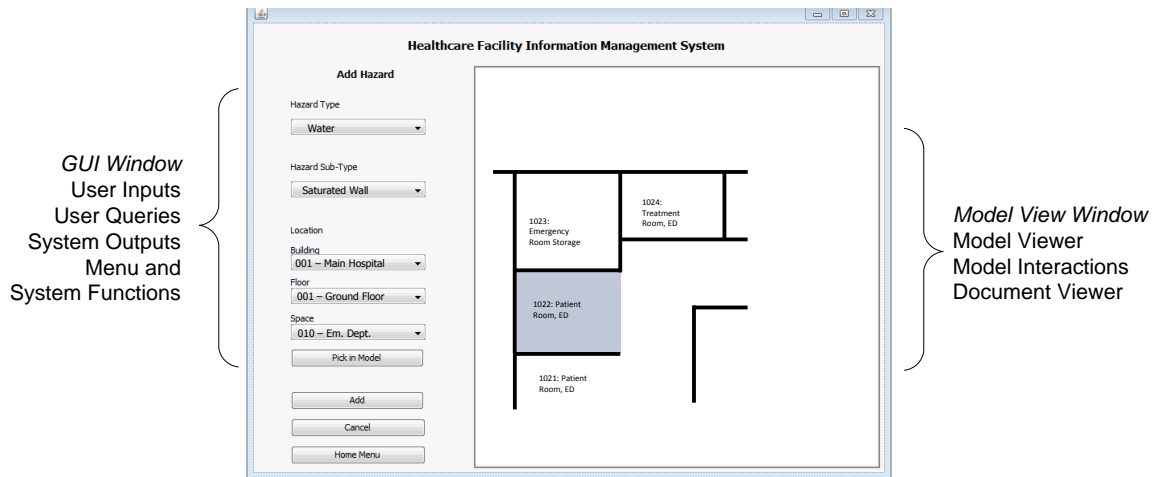 Healthcare Facility Information Management System
Add Hazard
Hazard Type
Water
Hazard Sub-Type
Saturated Wall
Location
Building
001 – Main Hospital
Floor
001 – Ground Floor
Space
010 – Em. Dept.
Pick in Model
Add
Cancel
Home Menu
GUI Window
User Inputs
User Queries
System Outputs
Menu and
System Functions
1023:
Emergency
Room Storage
1024:
Treatment
Room, ED
1022: Patient
Room, ED
1021: Patient
Room, ED
Model View Window
Model Viewer
Model Interactions
Document Viewer